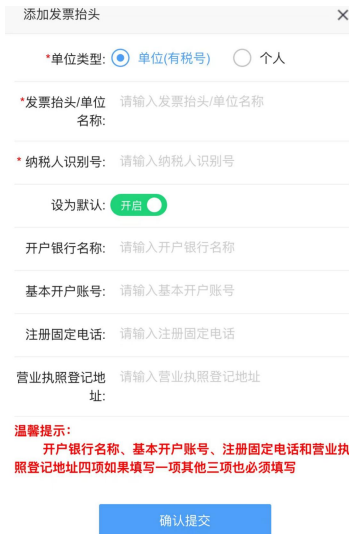 添加发票抬头
*单位类型: 单位(有税号) 个人
*发票抬头/单位名称: 请输入发票抬头/单位名称
* 纳税人识别号: 请输入纳税人识别号
设为默认: 开启
开户银行名称: 请输入开户银行名称
基本开户账号: 请输入基本开户账号
注册固定电话: 请输入注册固定电话
营业执照登记地址: 请输入营业执照登记地址
温馨提示：
开户银行名称、基本开户账号、注册固定电话和营业执
照登记地址四项如果填写一项其他三项也必须填写
确认提交